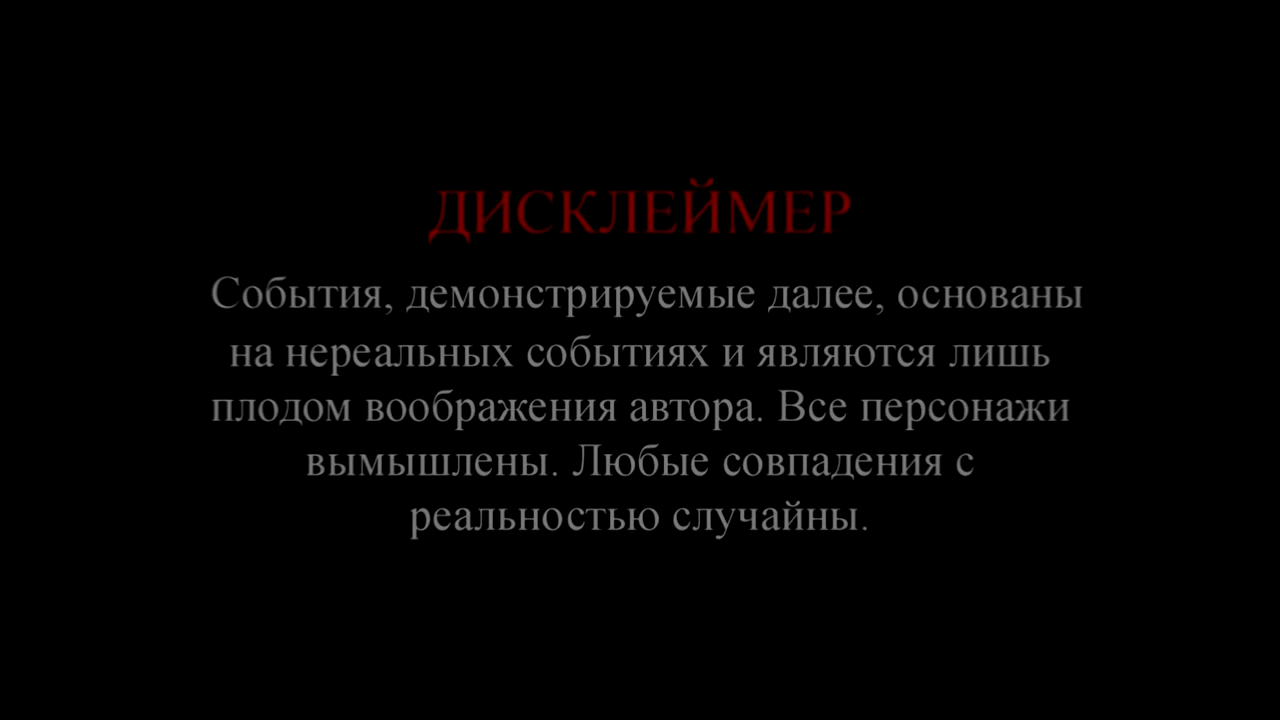 ДИСКЛЕЙМЕР
События, демонстрируемые далее, основаны
на нереальных событиях и являются лишь
плодом воображения автора. Все персонажи
вымышлены. Любые совпадения с
реальностью случайны.